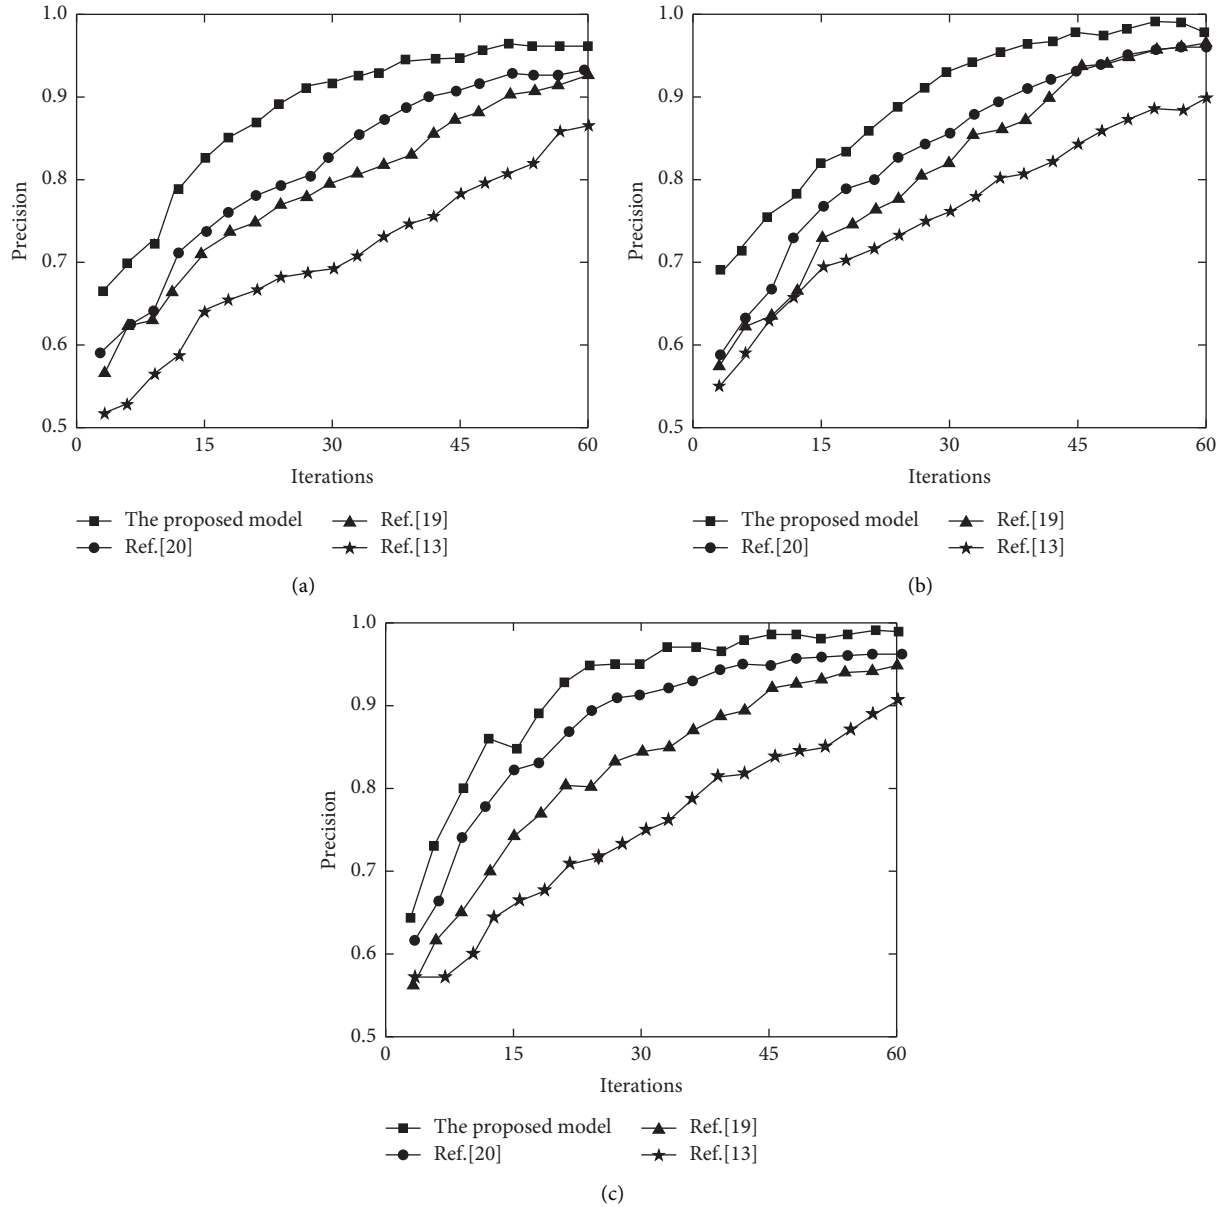 1.0
0.9
0.8
0.7
0.6
0.5
Precision
0 15 30 45 60
Iterations
The proposed model Ref.[19]
Ref.[20] Ref.[13]
(a)
1.0
0.9
0.8
0.7
0.6
0.5
Precision
0 15 30 45 60
Iterations
The proposed model Ref.[19]
Ref.[20] Ref.[13]
(b)
1.0
0.9
0.8
0.7
0.6
0.5
Precision
0 15 30 45 60
Iterations
The proposed model Ref.[19]
Ref.[20] Ref.[13]
(c)